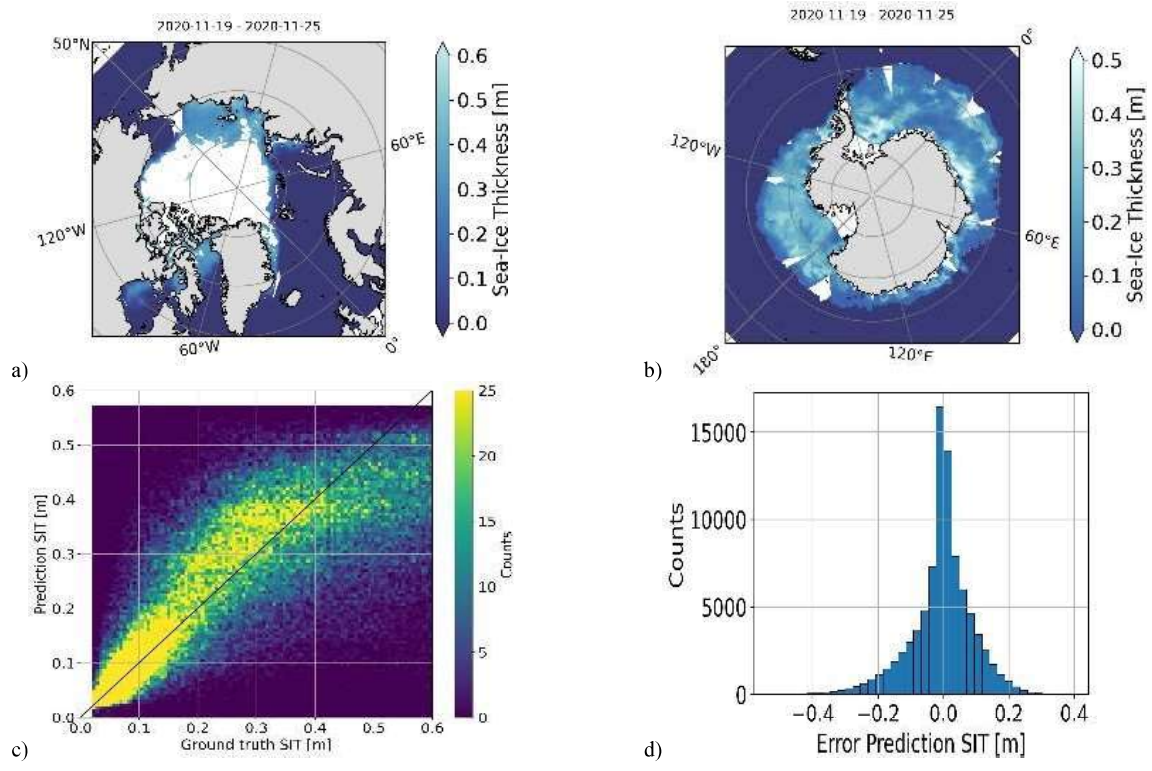 2020-11-19 - 2020-11-25
50°N
120°W
60°W
0°
60°E
0.6
0.5
0.4
0.3
0.2
0.1
0.0
Sea-Ice Thickness [m]
a)
2020 11 19 - 2020-11-25
0°
120°W
60°E
180°
120°E
0.5
0.4
0.3
0.2
0.1
0.0
Sea-Ice Thickness [m]
b)
0.6
0.5
0.4
0.3
0.2
0.1
0.0
Prediction SIT [m]
0.0 0.1 0.2 0.3 0.4 0.5 0.6
Ground truth SIT [m]
25
20
15
10
5
0
Counts
c)
15000
10000
5000
0
Counts
−0.4 −0.2 0.0 0.2 0.4
Error Prediction SIT [m]
d)